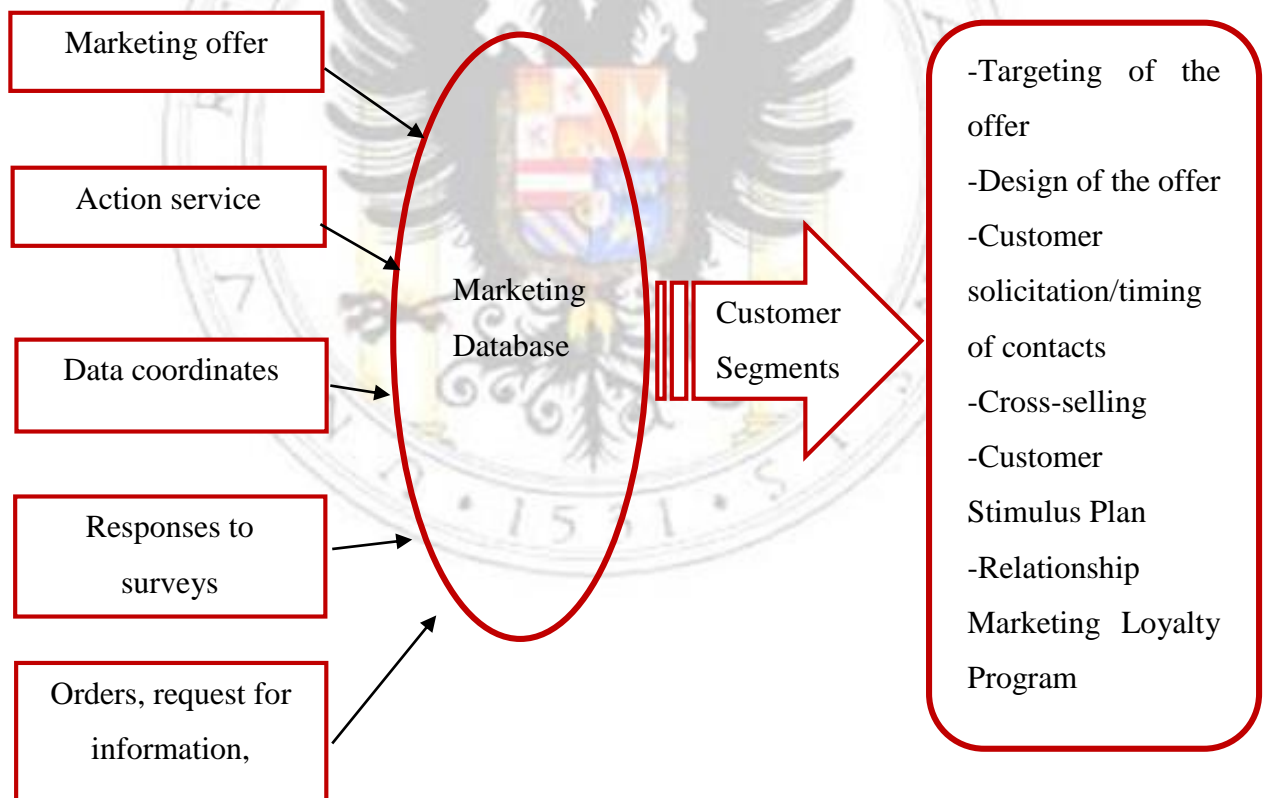 Marketing offer
Action service
Data coordinates
Responses to
surveys
Orders, request for
information,
Marketing
Database
Customer
Segments
-Targeting of the
offer
-Design of the offer
-Customer
solicitation/timing
of contacts
-Cross-selling
-Customer
Stimulus Plan
-Relationship
Marketing Loyalty
Program